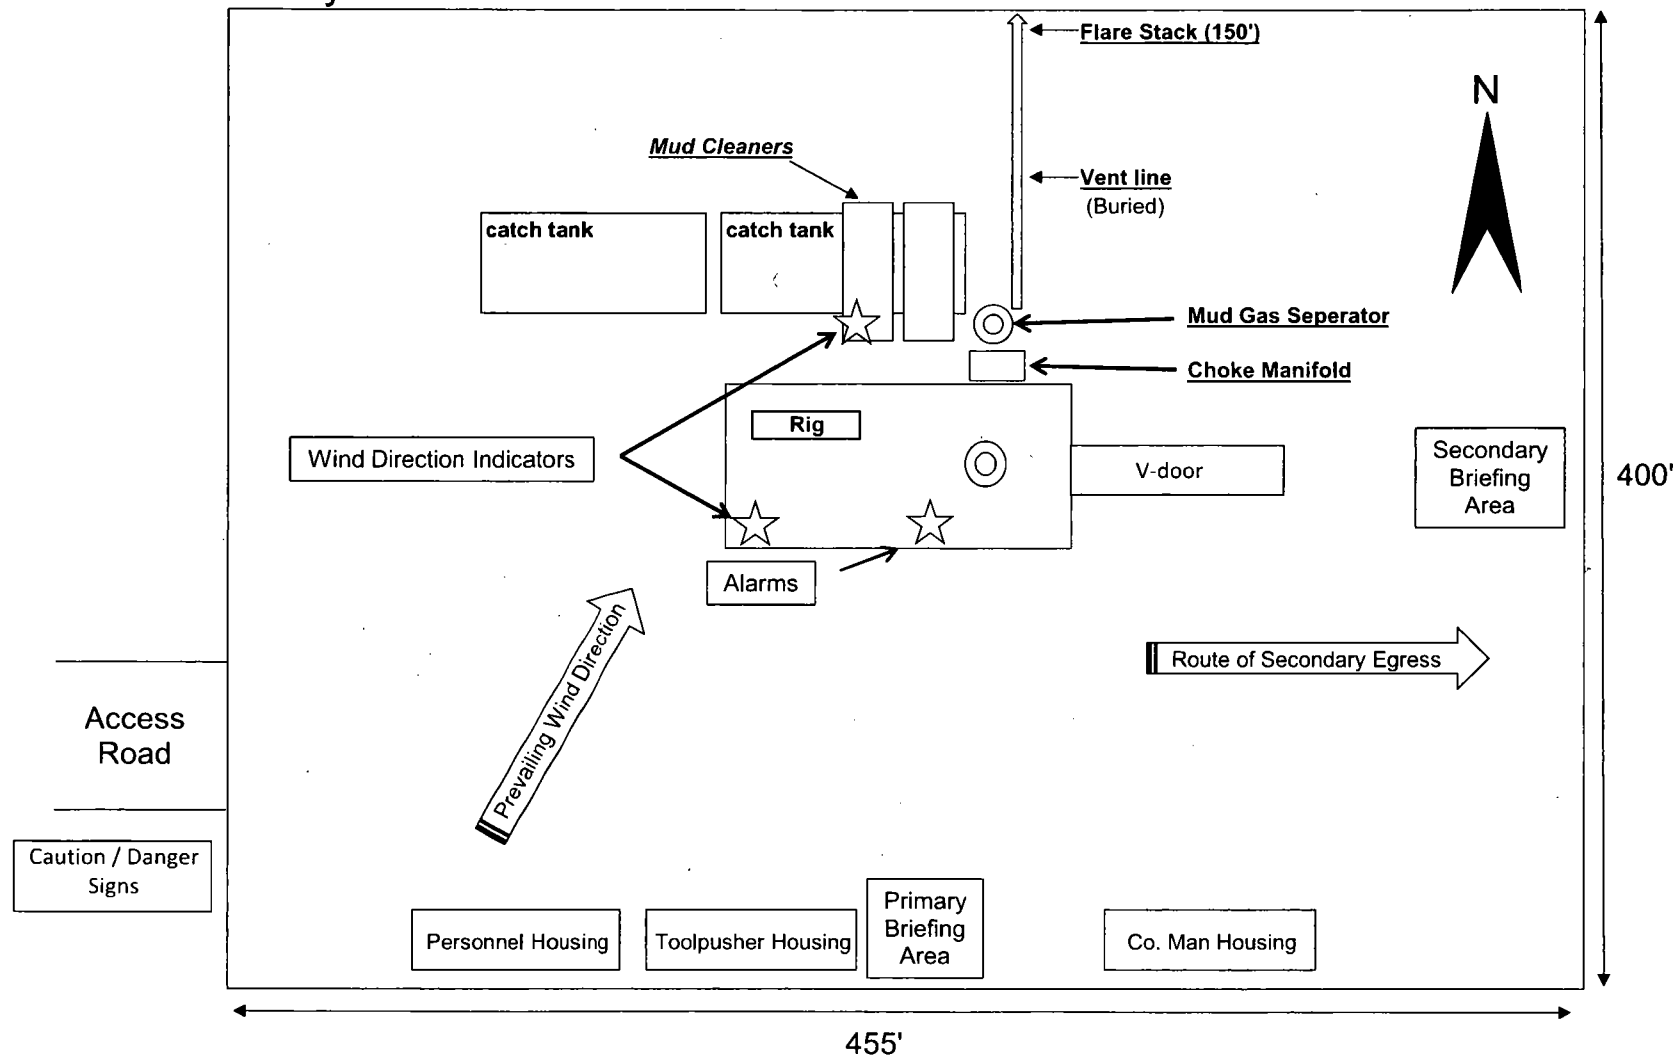 Flare Stack (150')
N
Mud Cleaners
Vent line
(Buried)
catch tank
catch tank
Mud Gas Seperator
Choke Manifold
Rig
Wind Direction Indicators
V-door
Secondary
Briefing
Area
400'
Alarms
Prevailing Wind Direction
Route of Secondary Egress
Access
Road
Caution / Danger
Signs
Personnel Housing
Toolpusher Housing
Primary
Briefing
Area
Co. Man Housing
455'